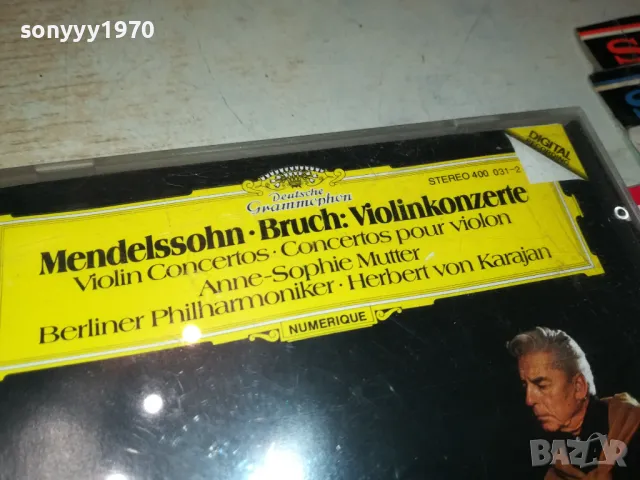 sonyyy1970
DIGITAL
STEREO 400 031-2
Deutsche
Grammophon
Mendelssohn · Bruch: Violinkonzerte
Violin Concertos · Concertos pour violon
Anne-Sophie Mutter
Berliner Philharmoniker · Herbert von Karajan
NUMERIQUE
BAZAR